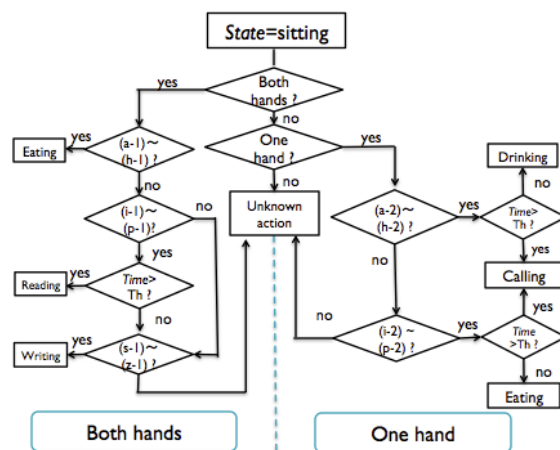 State=sitting
yes
Both
hands ?
no
yes
(a-1)~
(h-1) ?
Eating
no
One
hand ?
yes
no
Unknown
action
(i-1)~
(p-1)?
no
yes
Time>
Th ?
yes
Reading
no
(s-1)~
(z-1) ?
yes
Writing
(a-2)~
(h-2) ?
yes
no
Drinking
no
Time>
Th ?
yes
Calling
(i-2) ~
(p-2) ?
no
yes
yes
Time
>Th ?
no
Eating
Both hands
One hand